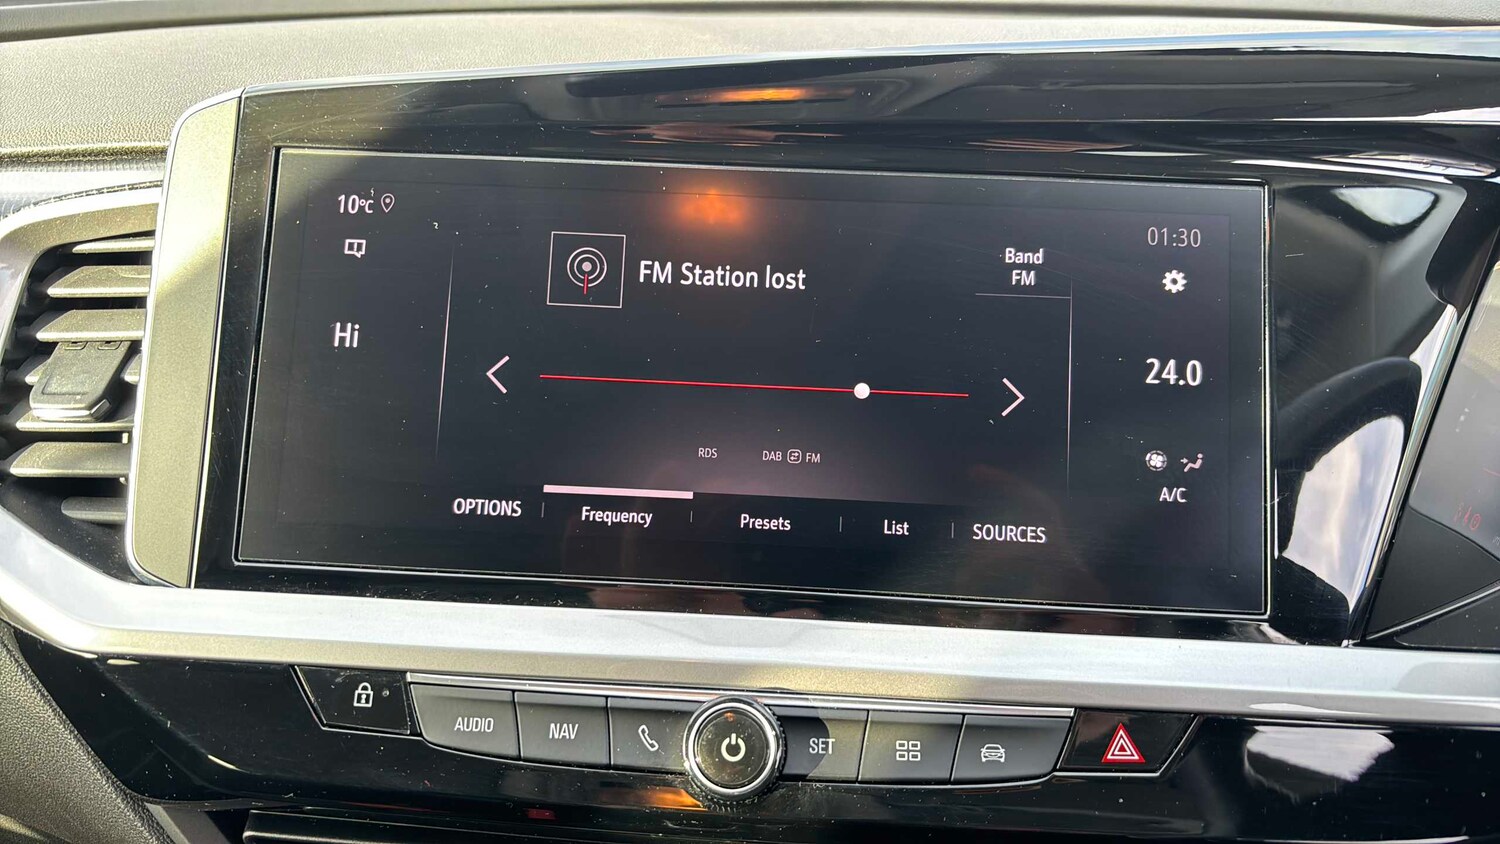 10°C
Hi
FM Station lost
Band
FM
01:30
24.0
A/C
RDS
DAB FM
OPTIONS
Frequency
Presets
List
SOURCES
AUDIO
NAV
SET